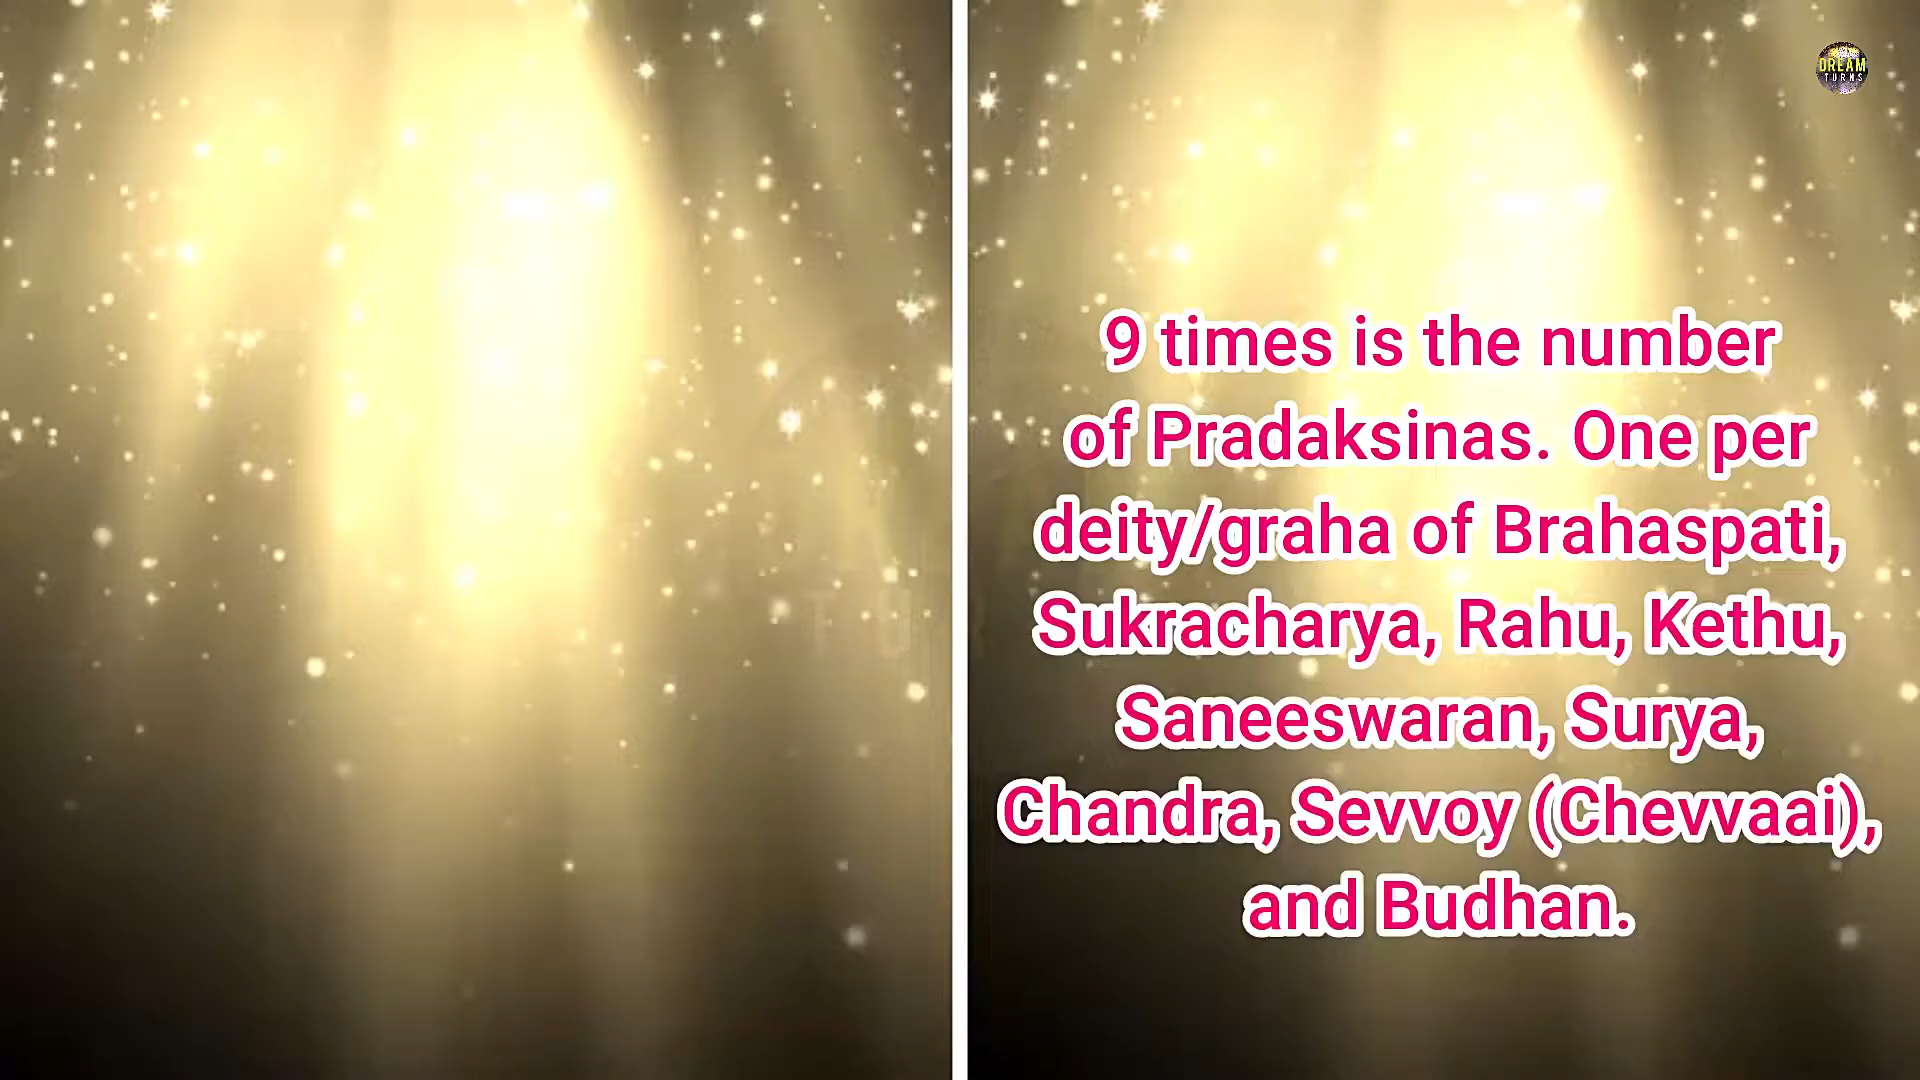 DREAM
TURNS
9 times is the number
of Pradaksinas. One per
deity/graha of Brahaspati,
Sukracharya, Rahu, Kethu,
Saneeswaran, Surya,
Chandra, Sevvoy (Chevvaai),
and Budhan.